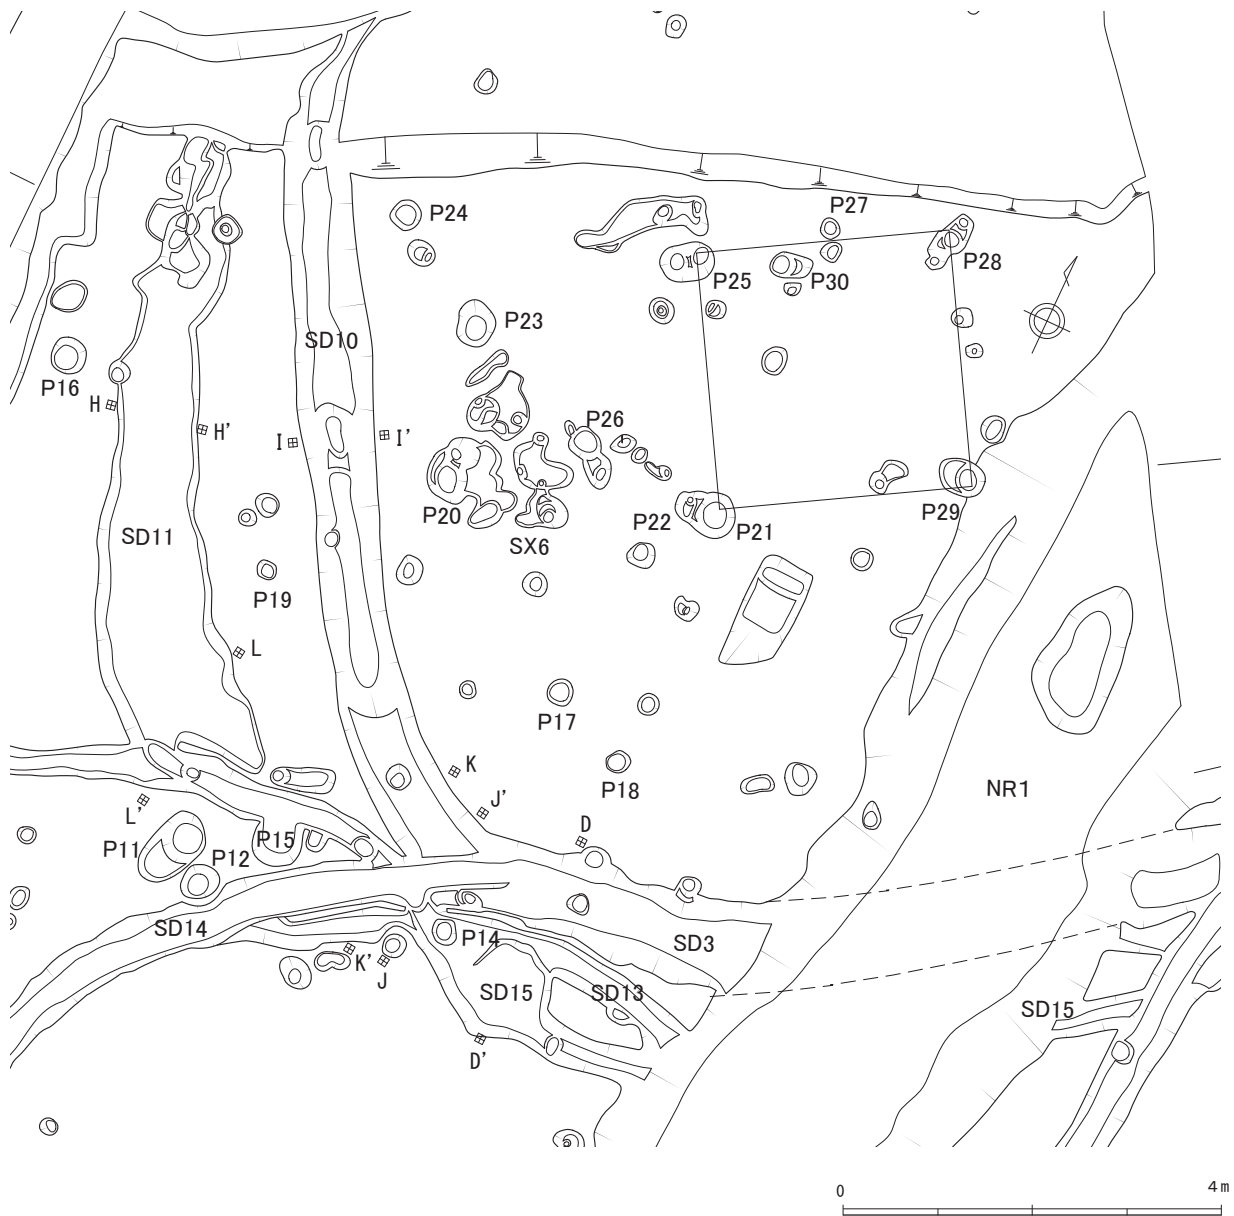 P27
P24
P28
P25
P30
P23
SD10
P16
P26
H
H'
I
I'
P20
P22
P29
P21
SD11
SX6
P19
L
P17
K
P18
NR1
L'
J'
D
P15
P11
P12
SD14
P14
SD3
K'
J
SD15
SD13
SD15
D'
0
4m